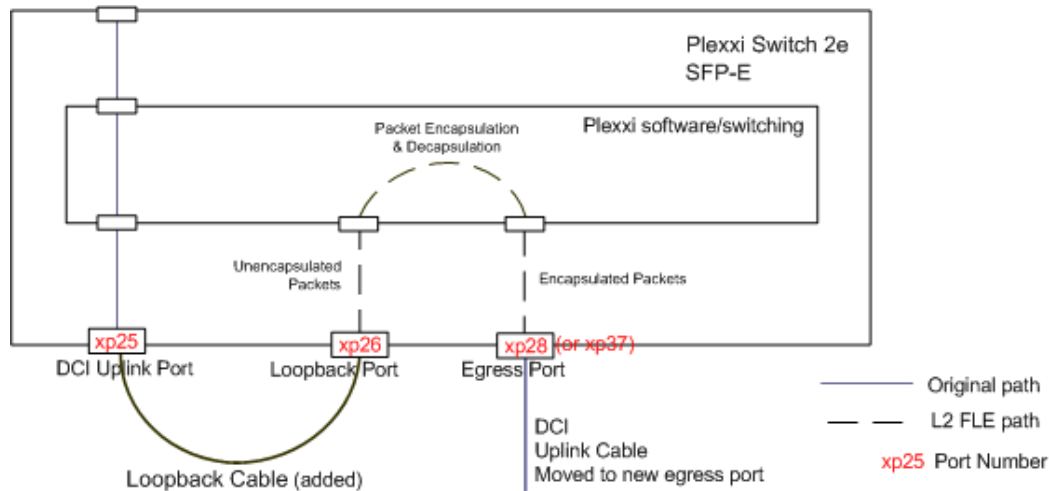 Plexxi Switch 2e
SFP-E
Plexxi software/switching
Packet Encapsulation
& Decapsulation
Unencapsulated
Packets
Encapsulated Packets
xp25
xp26
xp28 (or xp37)
DCI Uplink Port
Loopback Port
Egress Port
Loopback Cable (added)
DCI
Uplink Cable
Moved to new egress port
Original path
L2 FLE path
xp25 Port Number